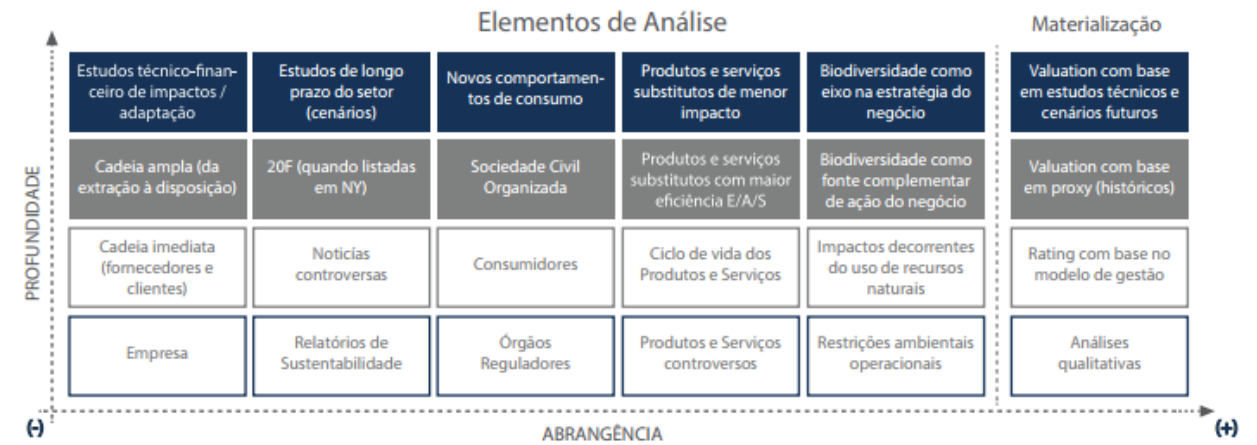 Elementos de Análise
Materialização
Estudos técnico-finan-
ceiro de impactos /
adaptação
Estudos de longo
prazo do setor
(cenários)
Novos comportamen-
tos de consumo
Produtos e serviços
substitutos de menor
impacto
Biodiversidade como
eixo na estratégia do
negócio
Valuation com base
em estudos técnicos e
cenários futuros
Cadeia ampla (da
extração à disposição)
20F (quando listadas
em NY)
Sociedade Civil
Organizada
Produtos e serviços
substitutos com maior
eficiência E/A/S
Biodiversidade como
fonte complementar
de ação do negócio
Valuation com base
em proxy (históricos)
Cadeia imediata
(fornecedores e
clientes)
Notícías
controversas
Consumidores
Ciclo de vida dos
Produtos e Serviços
Impactos decorrentes
do uso de recursos
naturais
Rating com base no
modelo de gestão
Empresa
Relatórios de
Sustentabilidade
Órgãos
Reguladores
Produtos e Serviços
controversos
Restrições ambientais
operacionais
Análises
qualitativas
PROFUNDIDADE
(-)
ABRANGÊNCIA
(+)